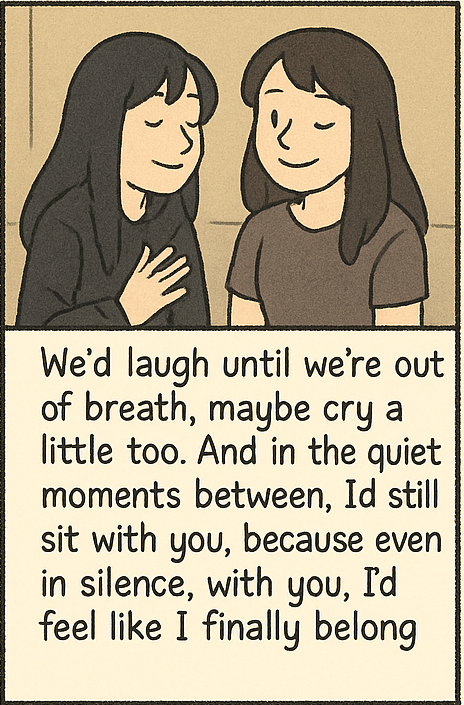 We'd laugh until we're out
of breath, maybe cry a
little too. And in the quiet
moments between, Id still
sit with you, because even
in silence, with you, I'd
feel like I finally belong